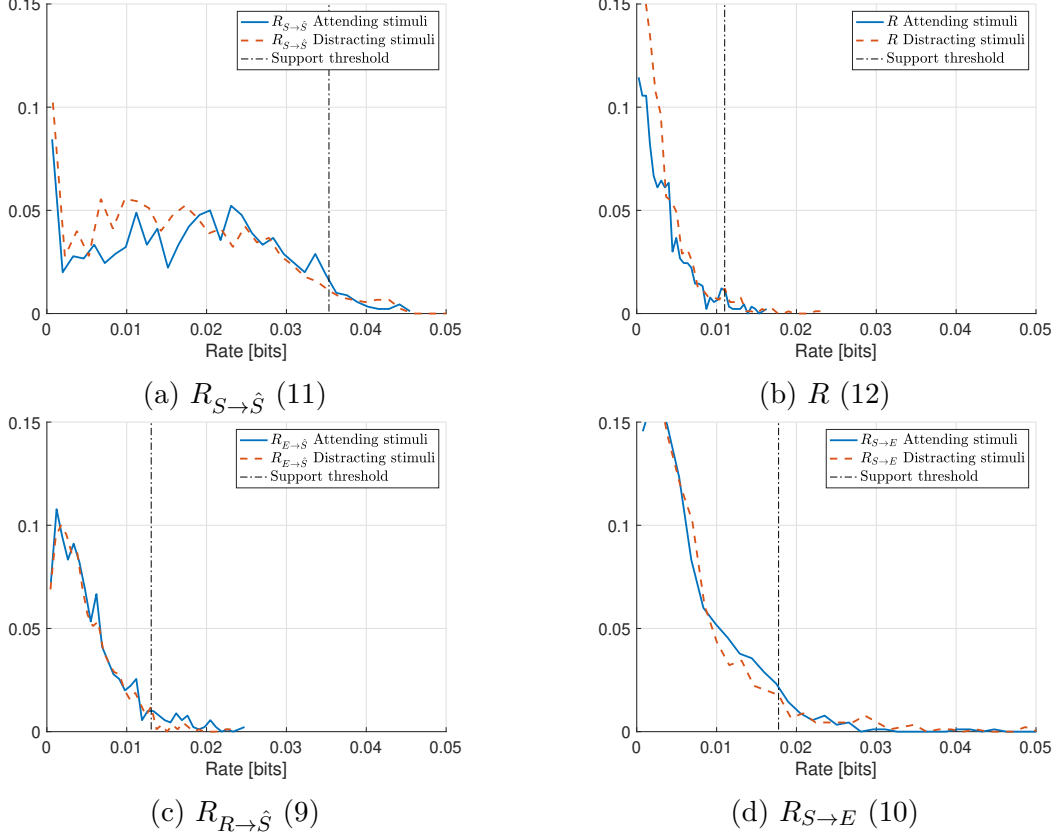 0.15
0.1
0.05
0
0 0.01 0.02 0.03 0.04 0.05
Rate [bits]
R_{S→Ŝ} Attending stimuli
R_{S→Ŝ} Distracting stimuli
Support threshold
(a) R_{S→Ŝ} (11)
0.15
0.1
0.05
0
0 0.01 0.02 0.03 0.04 0.05
Rate [bits]
R Attending stimuli
R Distracting stimuli
Support threshold
(b) R (12)
0.15
0.1
0.05
0
0 0.01 0.02 0.03 0.04 0.05
Rate [bits]
R_{E→Ŝ} Attending stimuli
R_{E→Ŝ} Distracting stimuli
Support threshold
(c) R_{R→Ŝ} (9)
0.15
0.1
0.05
0
0 0.01 0.02 0.03 0.04 0.05
Rate [bits]
R_{S→E} Attending stimuli
R_{S→E} Distracting stimuli
Support threshold
(d) R_{S→E} (10)